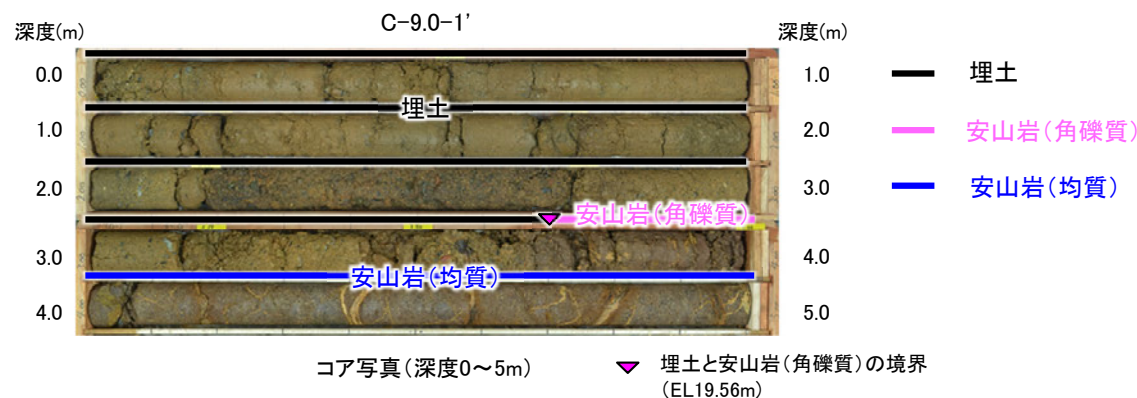 C-9.0-1'
深度(m)
深度(m)
0.0
1.0
埋土
埋土
1.0
2.0
安山岩(角礫質)
2.0
3.0
安山岩(均質)
安山岩(角礫質)
3.0
4.0
安山岩(均質)
4.0
5.0
コア写真(深度0～5m)
埋土と安山岩(角礫質)の境界
(EL19.56m)